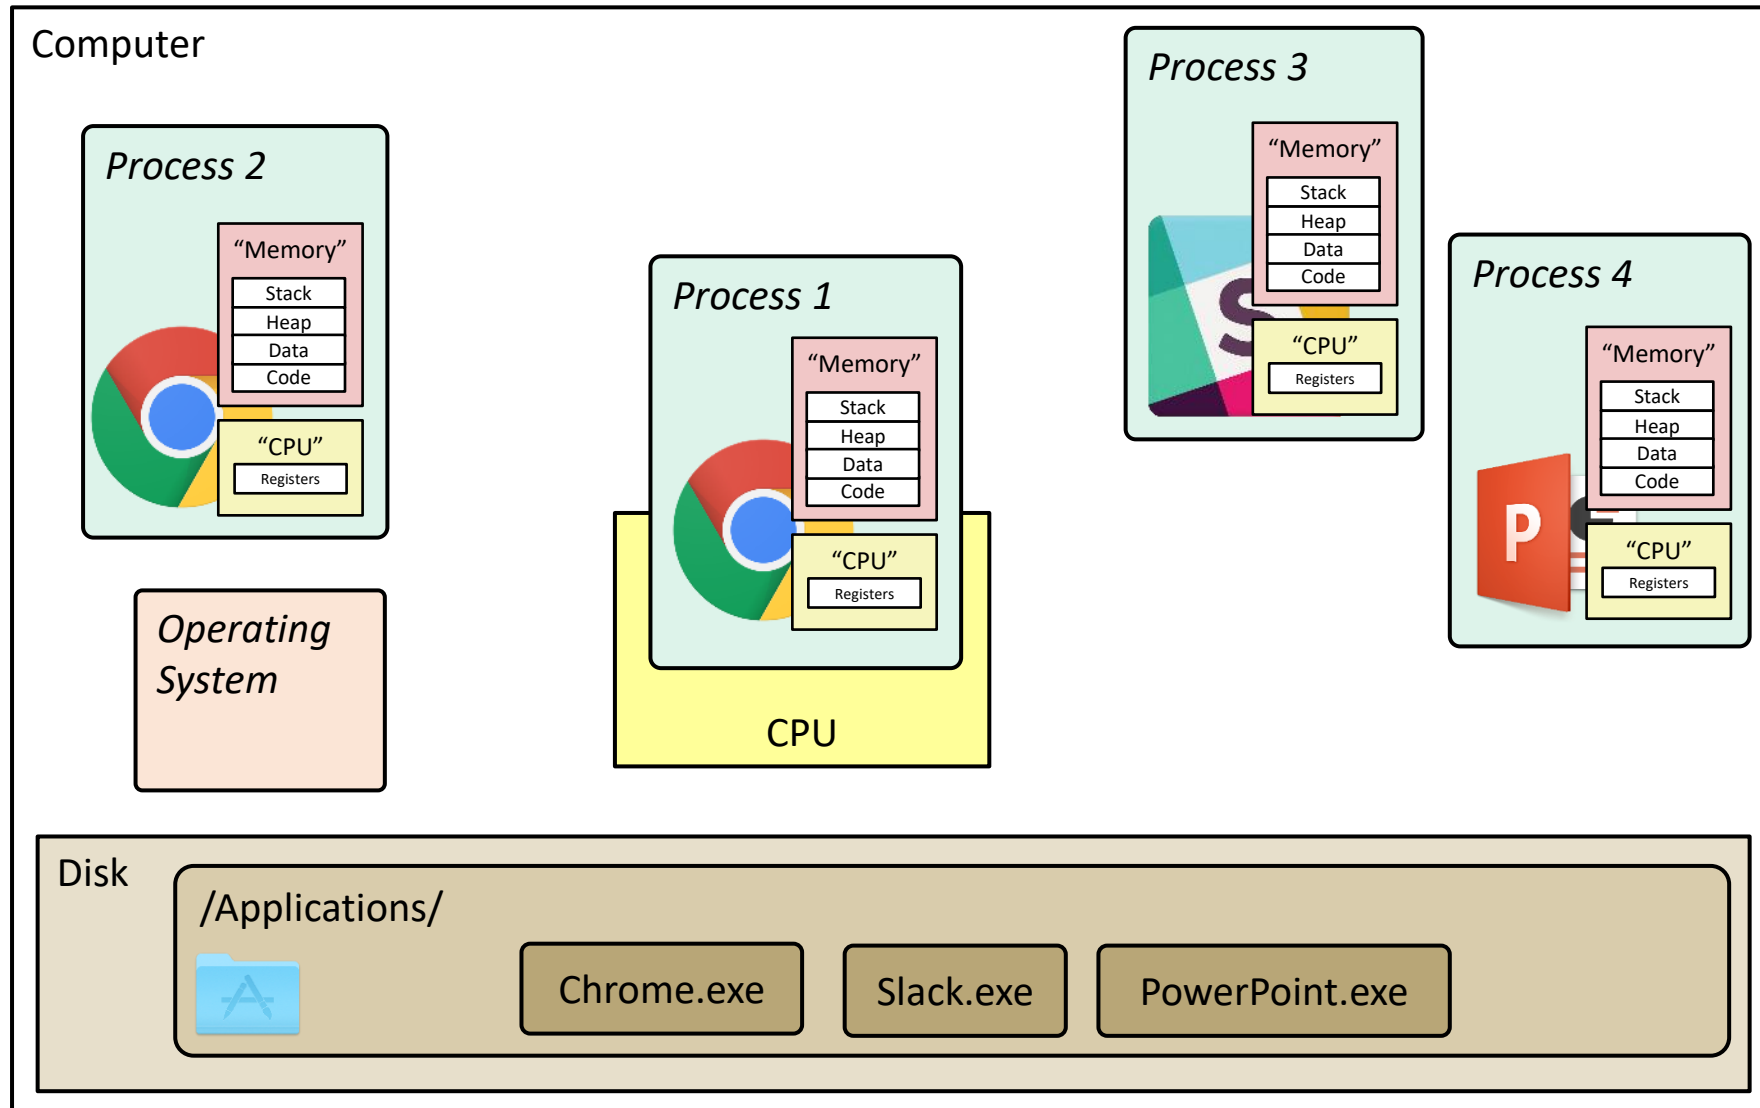 Computer
Process 2
“Memory”
Stack
Heap
Data
Code
“CPU”
Registers
Process 1
“Memory”
Stack
Heap
Data
Code
“CPU”
Registers
CPU
Process 3
“Memory”
Stack
Heap
Data
Code
S
“CPU”
Registers
Process 4
“Memory”
Stack
Heap
Data
Code
P
“CPU”
Registers
Operating
System
Disk
/Applications/
Chrome.exe
Slack.exe
PowerPoint.exe